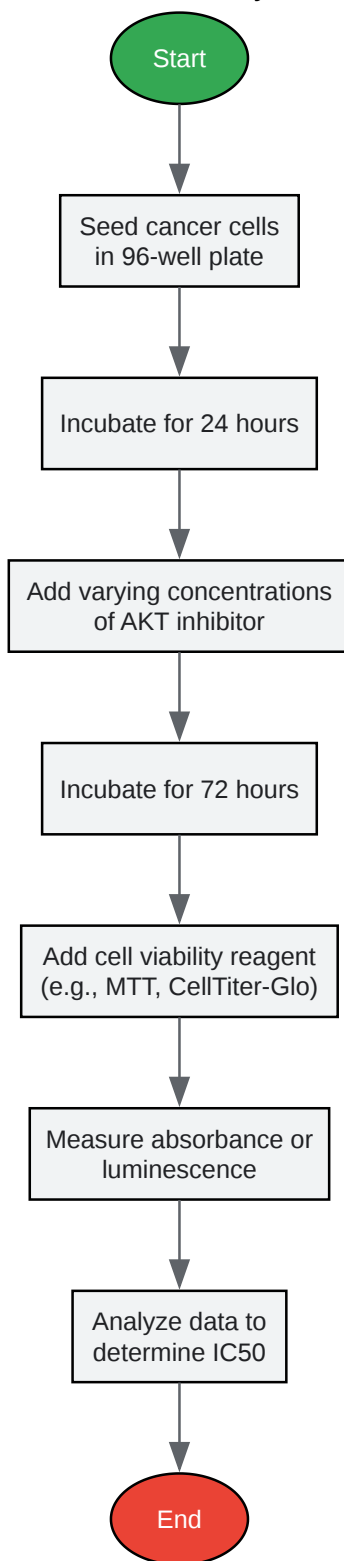 Start
Seed cancer cells
in 96-well plate
Incubate for 24 hours
Add varying concentrations
of AKT inhibitor
Incubate for 72 hours
Add cell viability reagent
(e.g., MTT, CellTiter-Glo)
Measure absorbance or
luminescence
Analyze data to
determine IC50
End